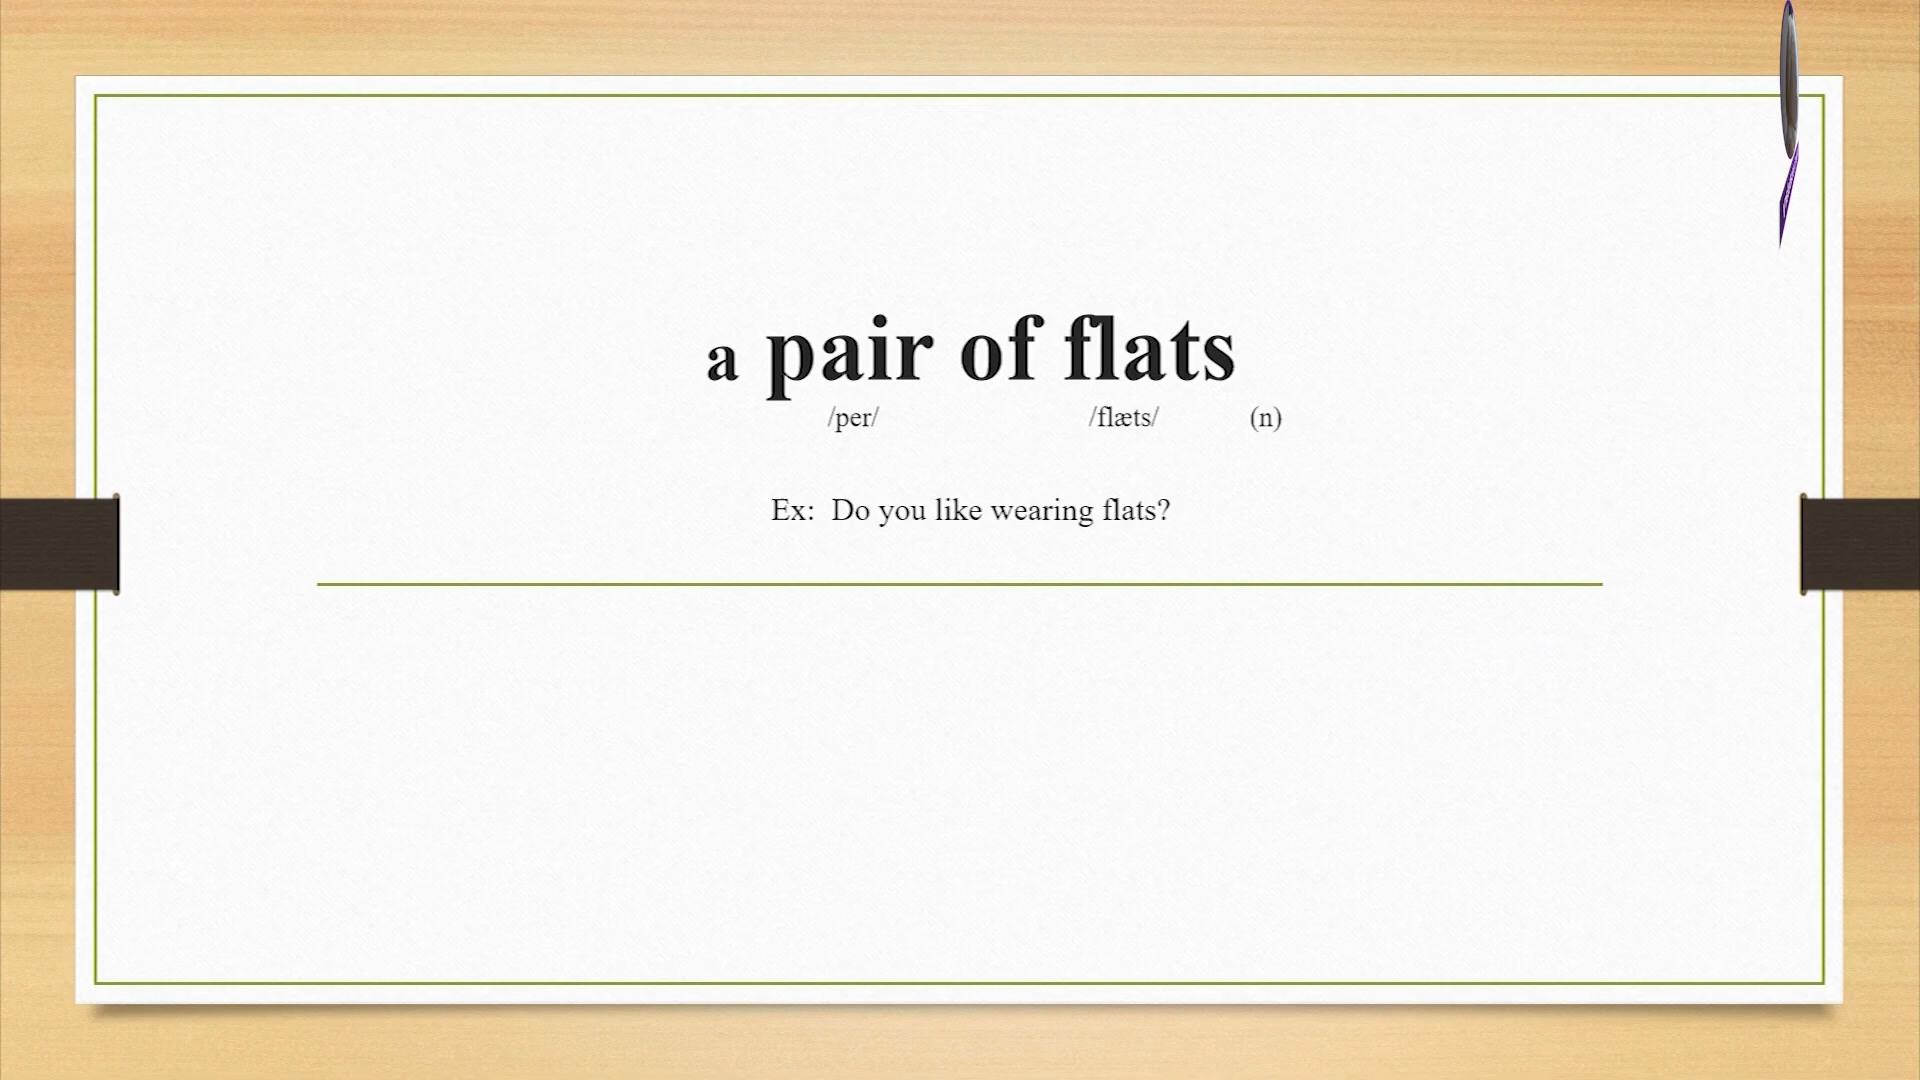 a pair of flats
/per/ /flæts/ (n)
Ex: Do you like wearing flats?